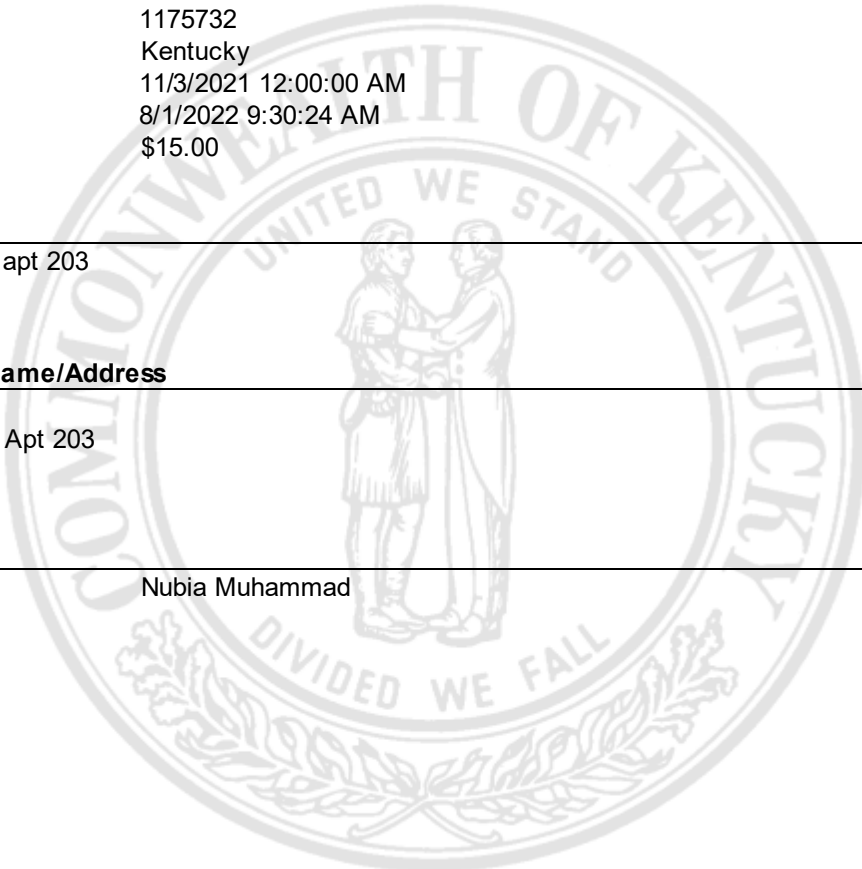 1175732
Kentucky
11/3/2021 12:00:00 AM
8/1/2022 9:30:24 AM
$15.00
COMMONWEALTH OF KENTUCKY
UNITED WE STAND
apt 203
ame/Address
Apt 203
Nubia Muhammad
DIVIDED WE FALL